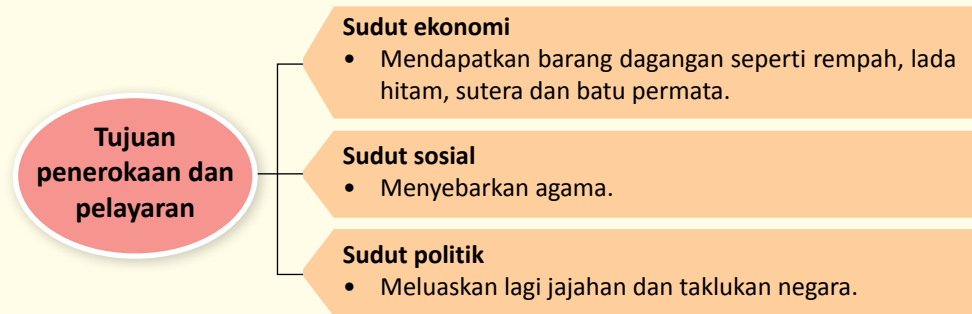 Tujuan
penerokaan dan
pelayaran
Sudut ekonomi
• Mendapatkan barang dagangan seperti rempah, lada
hitam, sutera dan batu permata.
Sudut sosial
• Menyebarkan agama.
Sudut politik
• Meluaskan lagi jajahan dan taklukan negara.